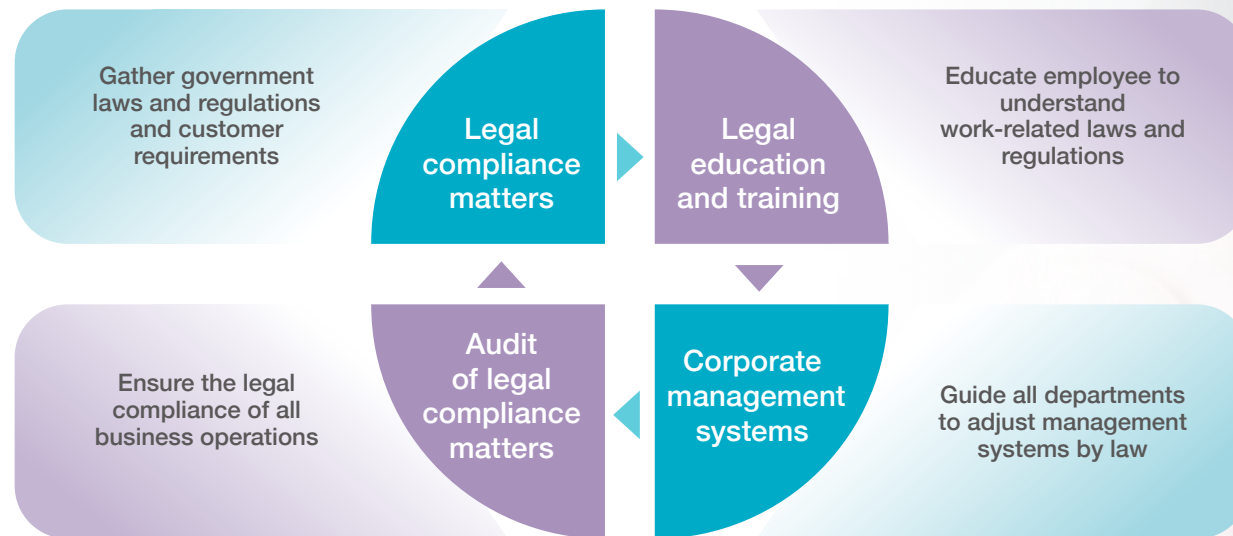 Gather government
laws and regulations
and customer
requirements
Legal
compliance
matters
Legal
education
and training
Educate employee to
understand
work-related laws and
regulations
Ensure the legal
compliance of all
business operations
Audit
of legal
compliance
matters
Corporate
management
systems
Guide all departments
to adjust management
systems by law